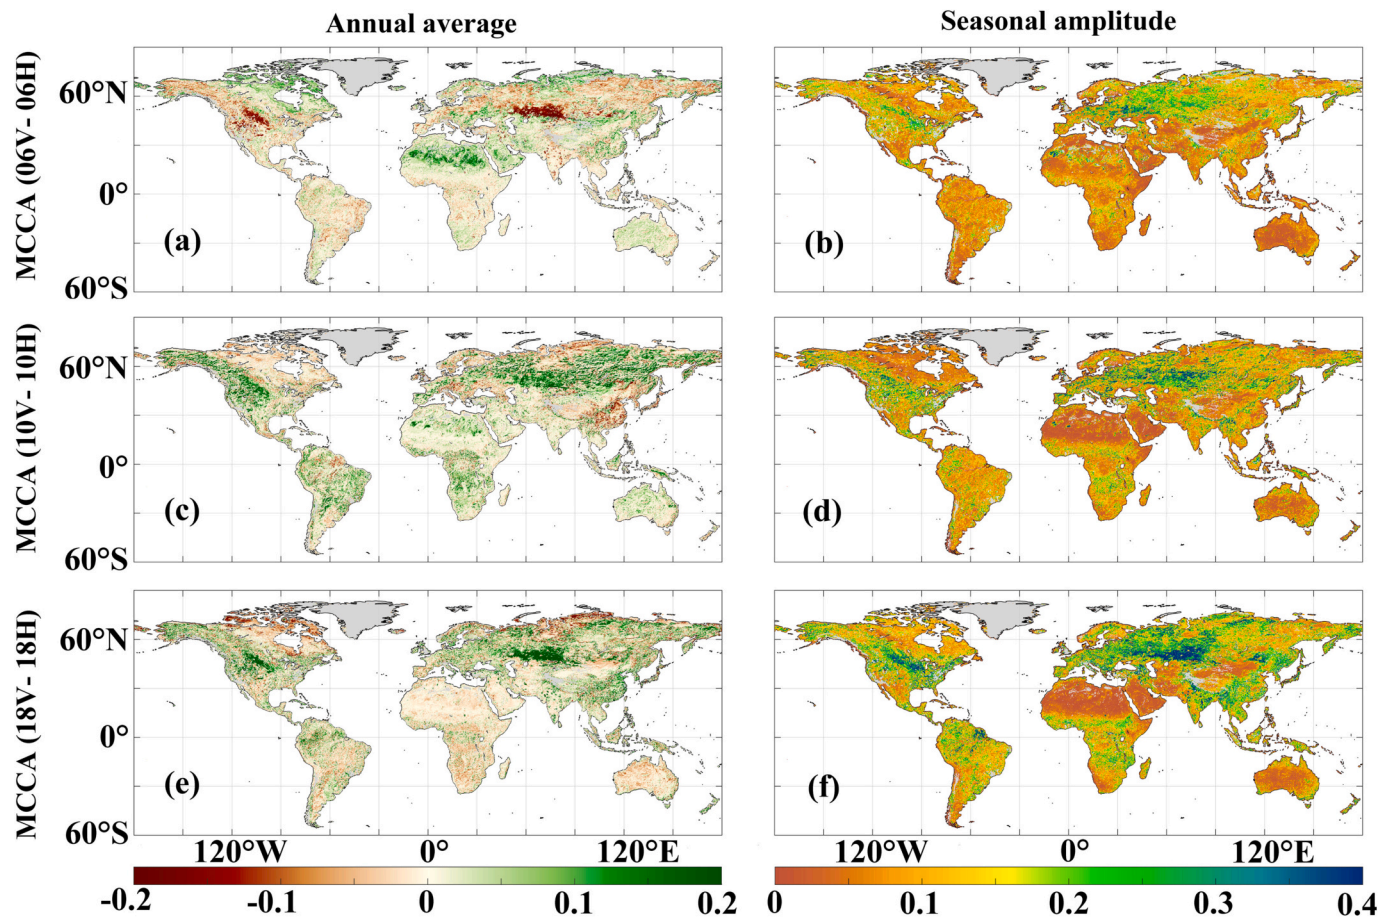 Annual average Seasonal amplitude
MCCA (06V- 06H)
60°N
0°
60°S
(a) (b)
MCCA (10V- 10H)
60°N
0°
60°S
(c) (d)
MCCA (18V- 18H)
60°N
0°
60°S
(e) (f)
120°W 0° 120°E 120°W 0° 120°E
-0.2 -0.1 0 0.1 0.2 0 0.1 0.2 0.3 0.4